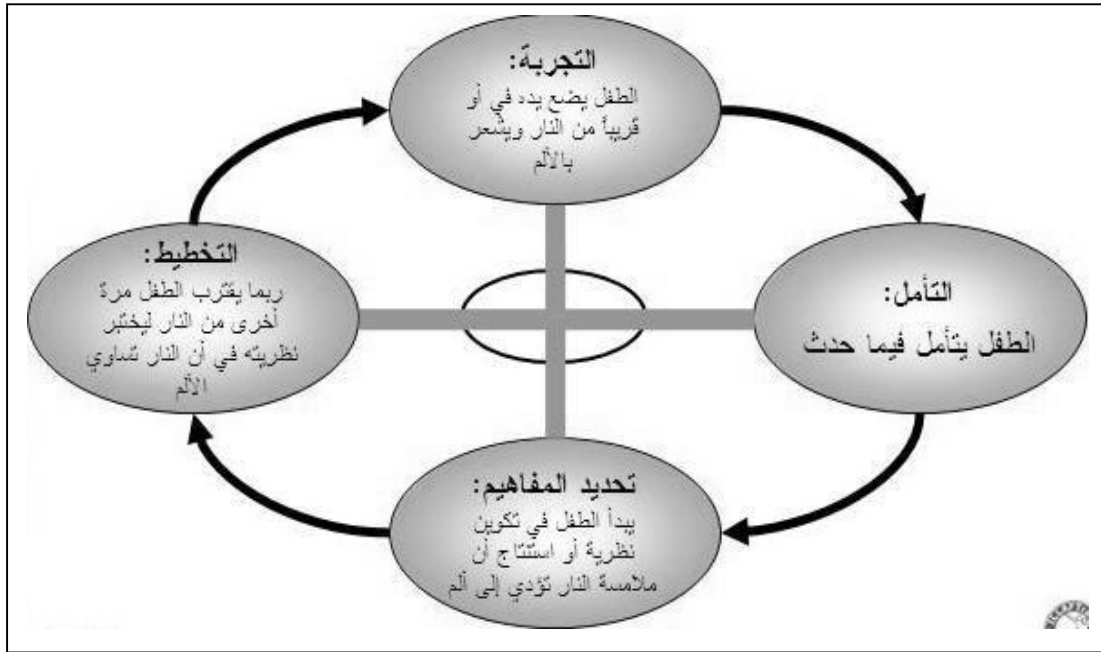 التجربة:
الطفل يضع يده في أو
قريباً من النار ويشعر
بالألم
التأمل:
الطفل يتأمل فيما حدث
تحديد المفاهيم:
يبدأ الطفل في تكوين
نظرية أو استنتاج أن
ملامسة النار تؤدي إلى ألم
التخطيط:
ربما يقترب الطفل مرة
أخرى من النار ليختبر
نظريته في أن النار تساوي
الألم